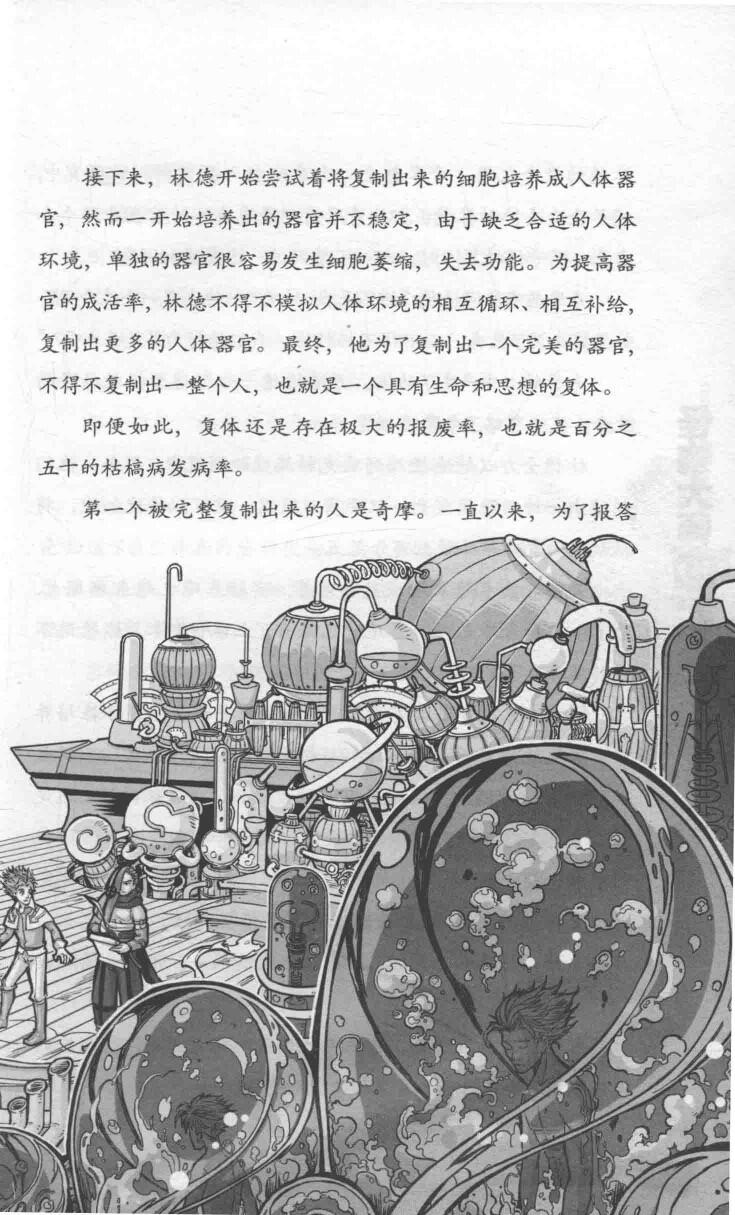 接下来，林德开始尝试着将复制出来的细胞培养成人体器
官，然而一开始培养出的器官并不稳定，由于缺乏合适的人体
环境，单独的器官很容易发生细胞萎缩，失去功能。为提高器
官的成活率，林德不得不模拟人体环境的相互循环、相互补给，
复制出更多的人体器官。最终，他为了复制出一个完美的器官，
不得不复制出一整个人，也就是一个具有生命和思想的复体。
即便如此，复体还是存在极大的报废率，也就是百分之
五十的枯槁病发病率。
第一个被完整复制出来的人是奇摩。一直以来，为了报答